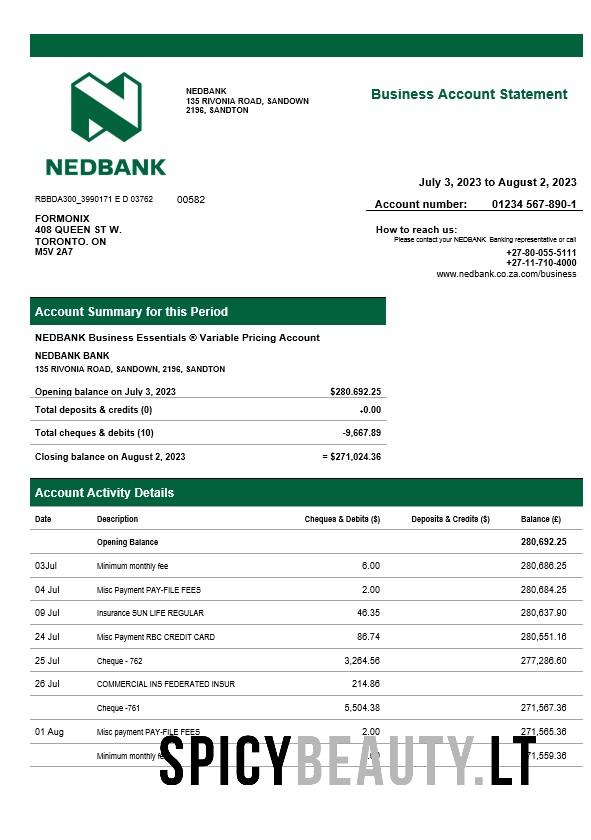 NEDBANK
135 RIVONIA ROAD, SANDOWN
2196, SANDTON
Business Account Statement
NEDBANK
July 3, 2023 to August 2, 2023
RBBDA300_3990171 E D 03762 00582
Account number: 01234 567-890-1
FORMONIX
408 QUEEN ST W.
TORONTO. ON
M5V 2A7
How to reach us:
Please contact your NEDBANK Banking representative or call
+27-80-055-5111
+27-11-710-4000
www.nedbank.co.za.com/business
Account Summary for this Period
NEDBANK Business Essentials ® Variable Pricing Account
NEDBANK BANK
135 RIVONIA ROAD, SANDOWN, 2196, SANDTON
Opening balance on July 3, 2023 $280.692.25
Total deposits & credits (0) +0.00
Total cheques & debits (10) -9,667.89
Closing balance on August 2, 2023 = $271,024.36
Account Activity Details
Date Description Cheques & Debits ($) Deposits & Credits ($) Balance (£)
Opening Balance 280,692.25
03Jul Minimum monthly fee 6.00 280,686.25
04 Jul Misc Payment PAY-FILE FEES 2.00 280,684.25
09 Jul Insurance SUN LIFE REGULAR 46.35 280,637.90
24 Jul Misc Payment RBC CREDIT CARD 86.74 280,551.16
25 Jul Cheque - 762 3,264.56 277,286.60
26 Jul COMMERCIAL INS FEDERATED INSUR 214.86
Cheque -761 5,504.38 271,567.36
01 Aug Misc payment PAY-FILE FEES 2.00 271,565.36
Minimum monthly 71,559.36
SPICYBEAUTY.LT